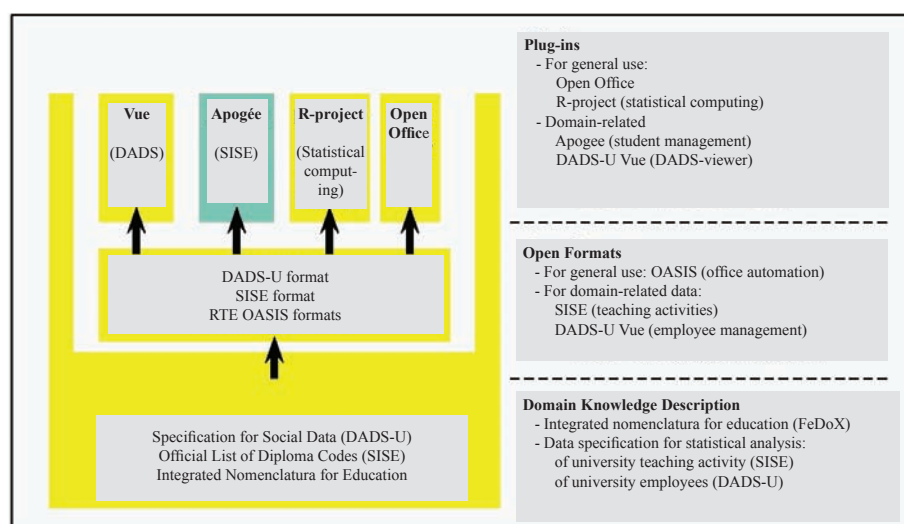 Vue
(DADS)
Apogée
(SISE)
R-project
(Statistical
comput-
ing)
Open
Office
DADS-U format
SISE format
RTE OASIS formats
Specification for Social Data (DADS-U)
Official List of Diploma Codes (SISE)
Integrated Nomenclatura for Education
Plug-ins
- For general use:
Open Office
R-project (statistical computing)
- Domain-related
Apogee (student management)
DADS-U Vue (DADS-viewer)
Open Formats
- For general use: OASIS (office automation)
- For domain-related data:
SISE (teaching activities)
DADS-U Vue (employee management)
Domain Knowledge Description
- Integrated nomenclatura for education (FeDoX)
- Data specification for statistical analysis:
of university teaching activity (SISE)
of university employees (DADS-U)